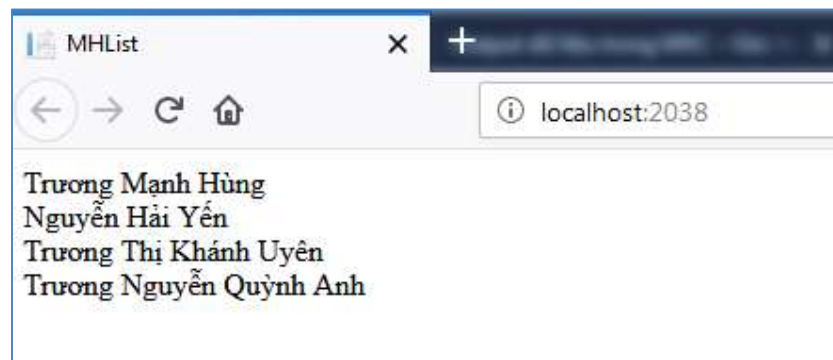 MHList
localhost:2038
Trương Mạnh Hùng
Nguyễn Hải Yến
Trương Thị Khánh Uyên
Trương Nguyễn Quỳnh Anh